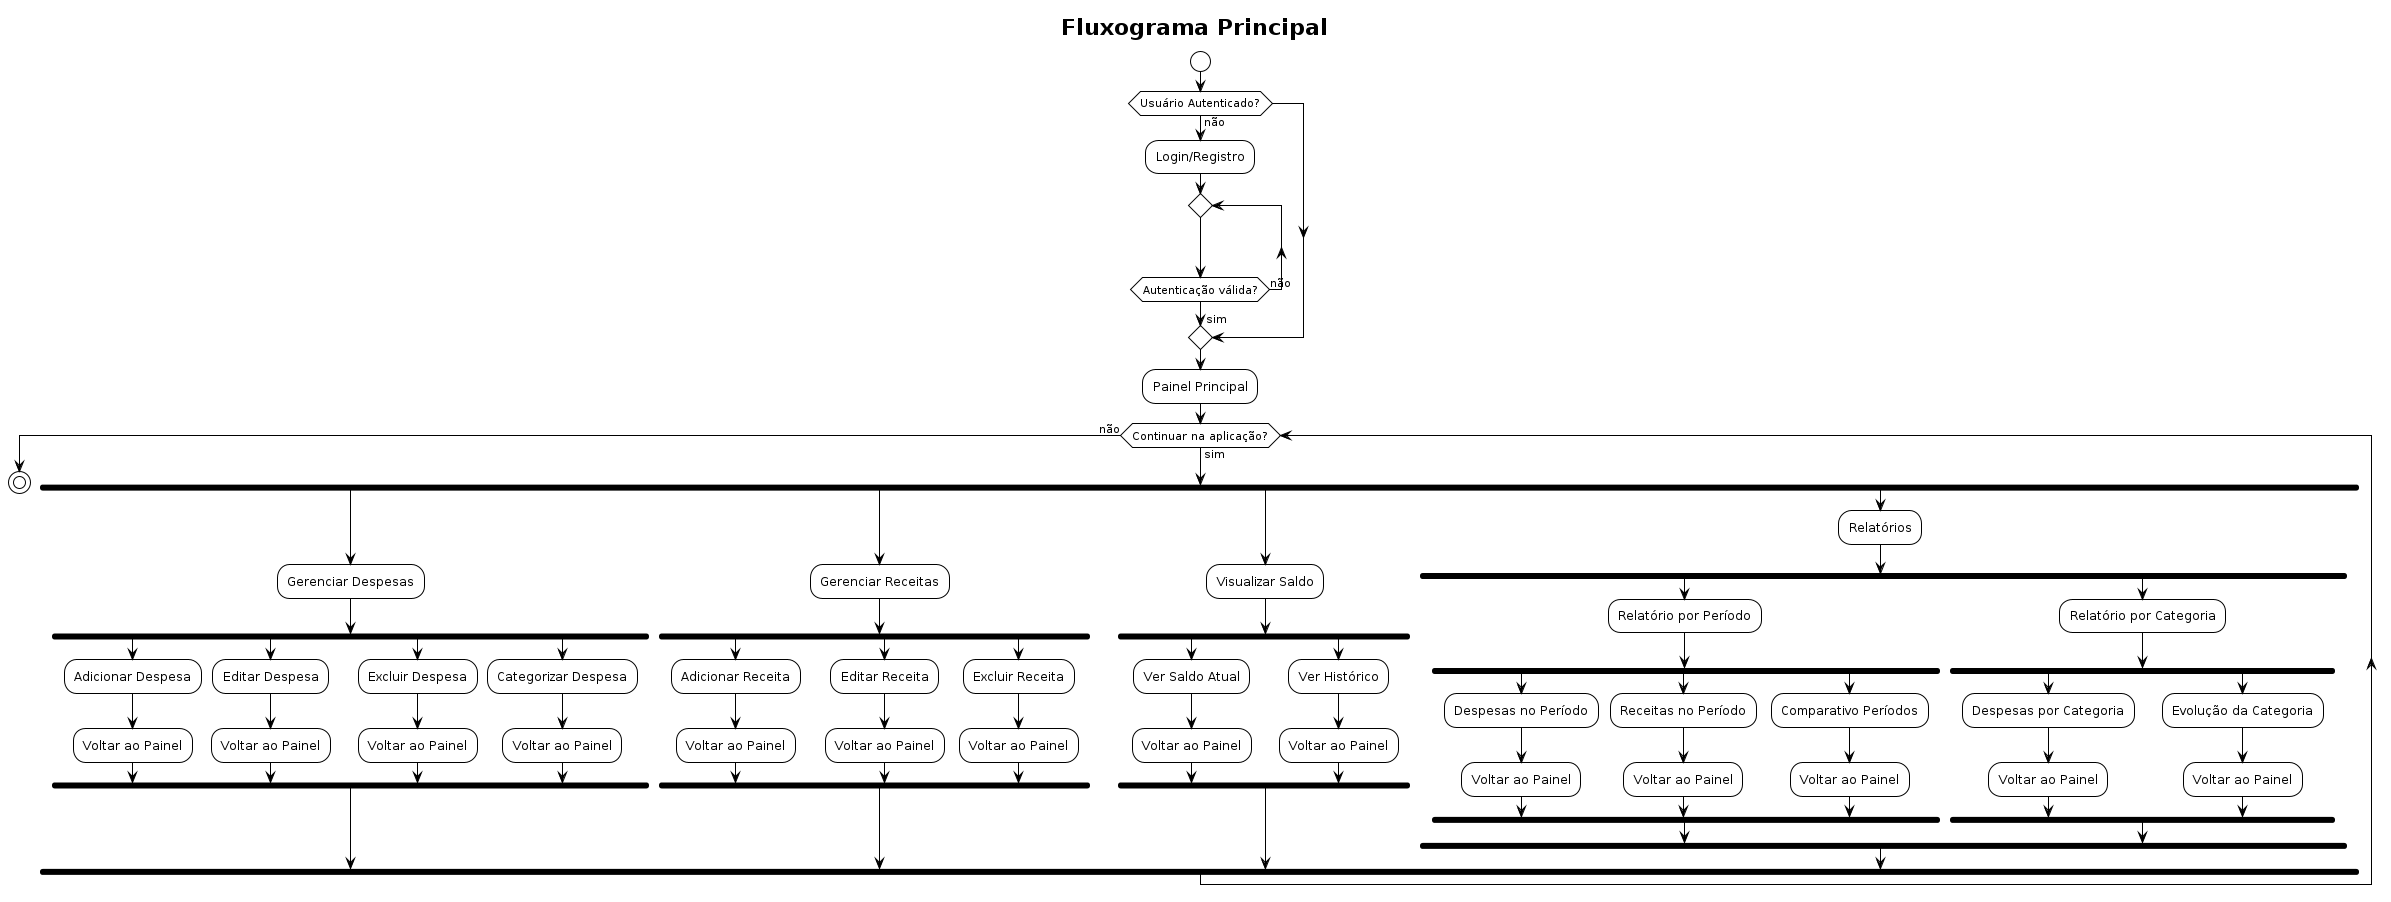 Fluxograma Principal
Usuário Autenticado?
não
Login/Registro
não
Autenticação válida?
sim
Painel Principal
não
Continuar na aplicação?
sim
Relatórios
Gerenciar Despesas
Gerenciar Receitas
Visualizar Saldo
Relatório por Período
Relatório por Categoria
Adicionar Despesa
Editar Despesa
Excluir Despesa
Categorizar Despesa
Adicionar Receita
Editar Receita
Excluir Receita
Ver Saldo Atual
Ver Histórico
Despesas no Período
Receitas no Período
Comparativo Períodos
Despesas por Categoria
Evolução da Categoria
Voltar ao Painel
Voltar ao Painel
Voltar ao Painel
Voltar ao Painel
Voltar ao Painel
Voltar ao Painel
Voltar ao Painel
Voltar ao Painel
Voltar ao Painel
Voltar ao Painel
Voltar ao Painel
Voltar ao Painel
Voltar ao Painel
Voltar ao Painel